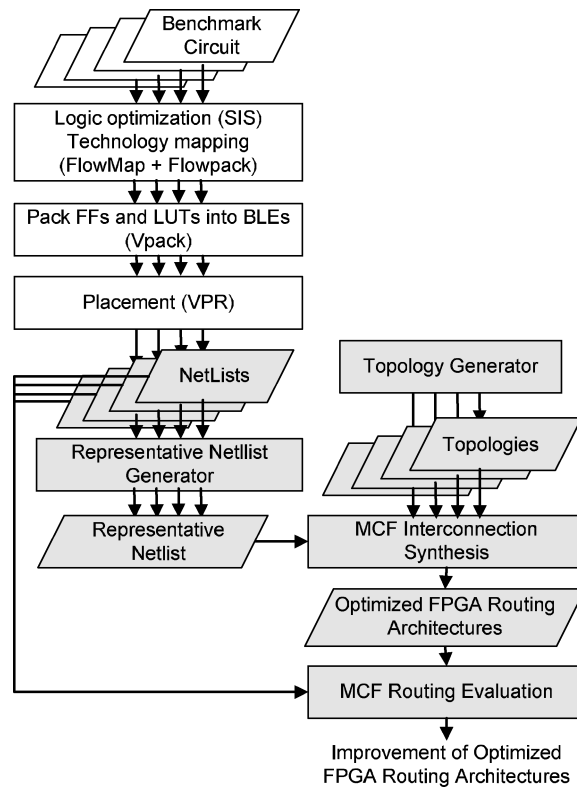 Benchmark
Circuit
Logic optimization (SIS)
Technology mapping
(FlowMap + Flowpack)
Pack FFs and LUTs into BLEs
(Vpack)
Placement (VPR)
NetLists
Representative Netllist
Generator
Representative
Netlist
Topology Generator
Topologies
MCF Interconnection
Synthesis
Optimized FPGA Routing
Architectures
MCF Routing Evaluation
Improvement of Optimized
FPGA Routing Architectures